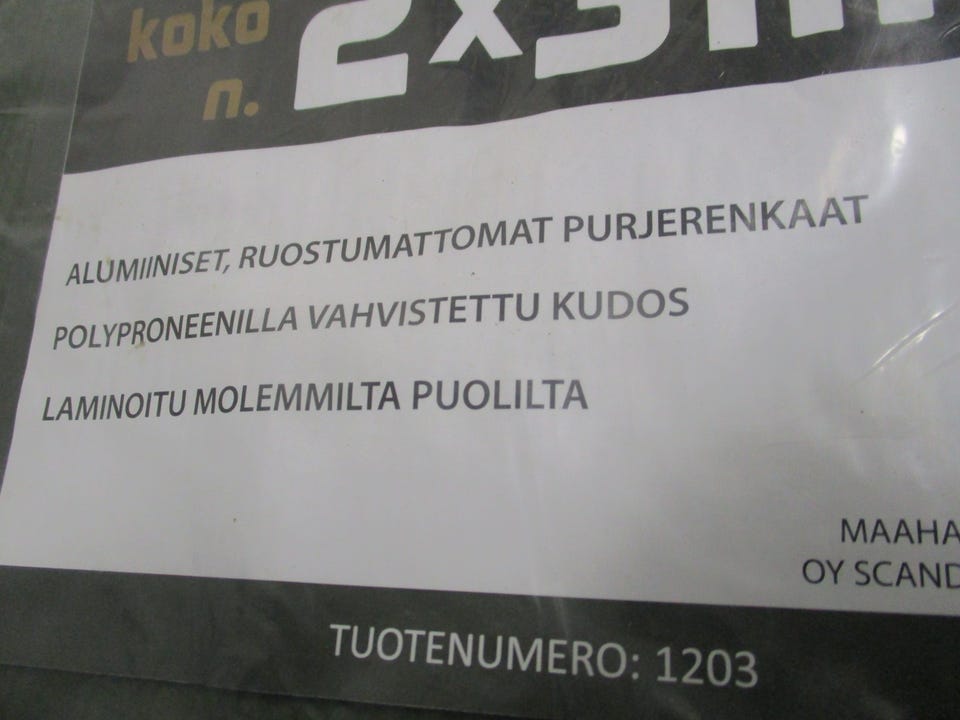 koko
n. 2x3m
ALUMIINISET, RUOSTUMATTOMAT PURJERENKAAT
POLYPRONEENILLA VAHVISTETTU KUDOS
LAMINOITU MOLEMMILTA PUOLILTA
MAAHA
OY SCAND
TUOTENUMERO: 1203